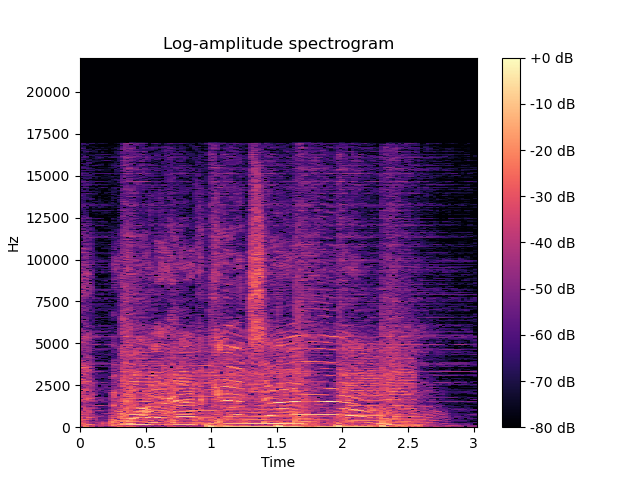 Log-amplitude spectrogram
Hz
20000
17500
15000
12500
10000
7500
5000
2500
0
0 0.5 1 1.5 2 2.5 3
Time
+0 dB
-10 dB
-20 dB
-30 dB
-40 dB
-50 dB
-60 dB
-70 dB
-80 dB